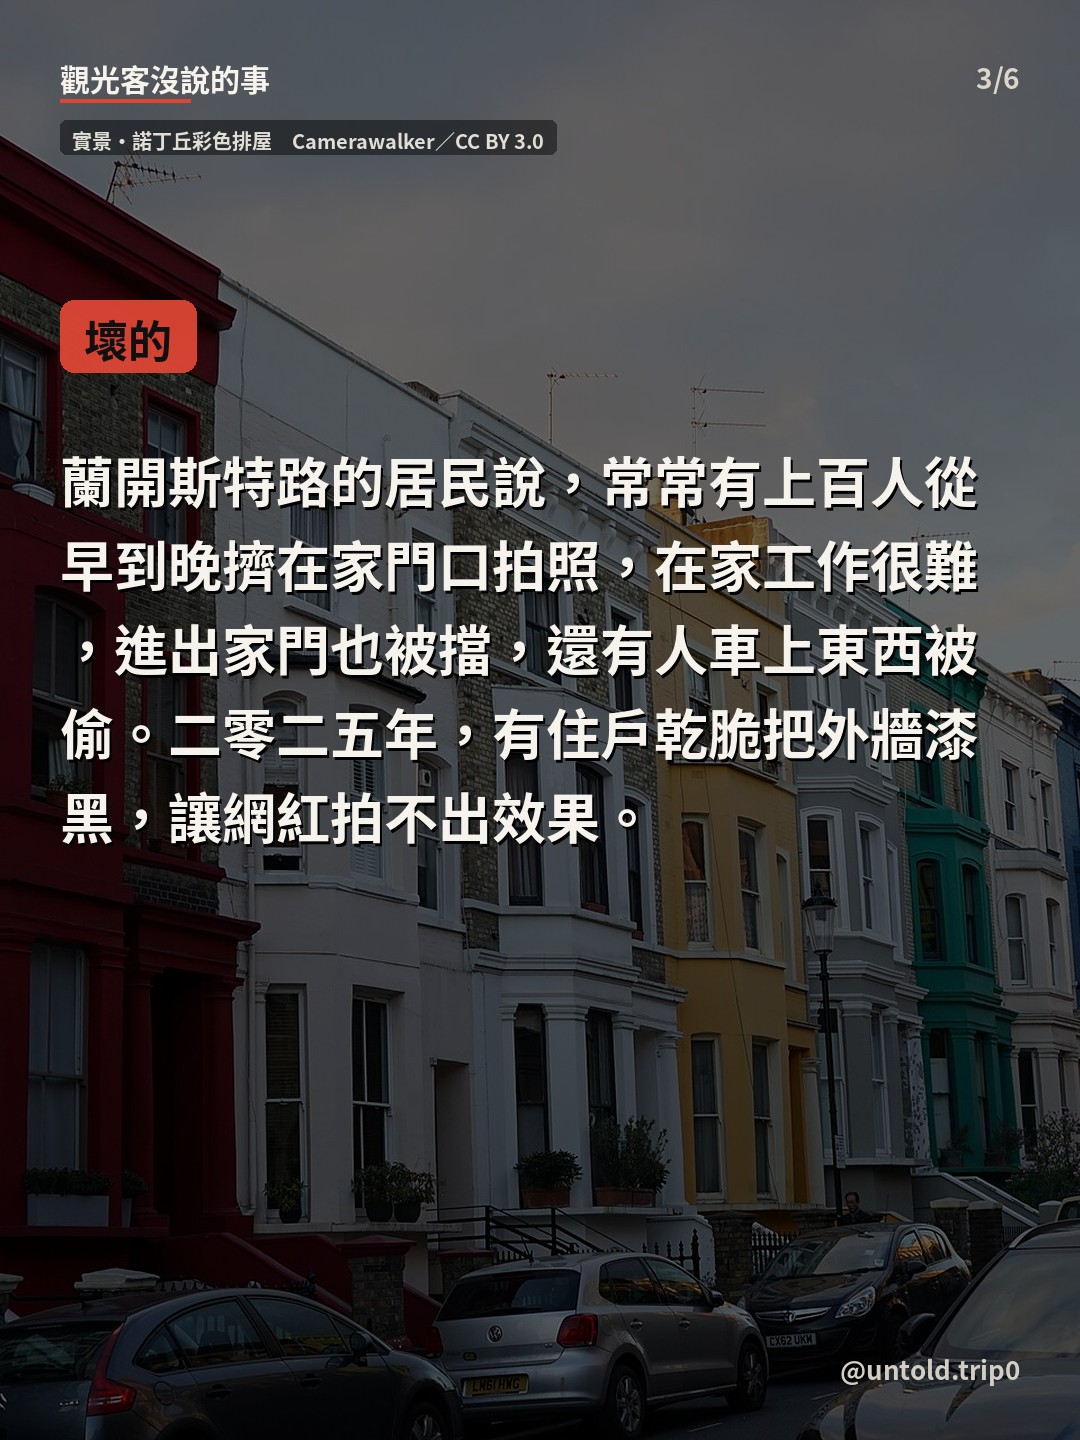 觀光客沒說的事
3/6
實景・諾丁丘彩色排屋　Camerawalker／CC BY 3.0
壞的
蘭開斯特路的居民說，常常有上百人從
早到晚擠在家門口拍照，在家工作很難
，進出家門也被擋，還有人車上東西被
偷。二零二五年，有住戶乾脆把外牆漆
黑，讓網紅拍不出效果。
CX62 UKW
LM61 HWG
@untold.trip0